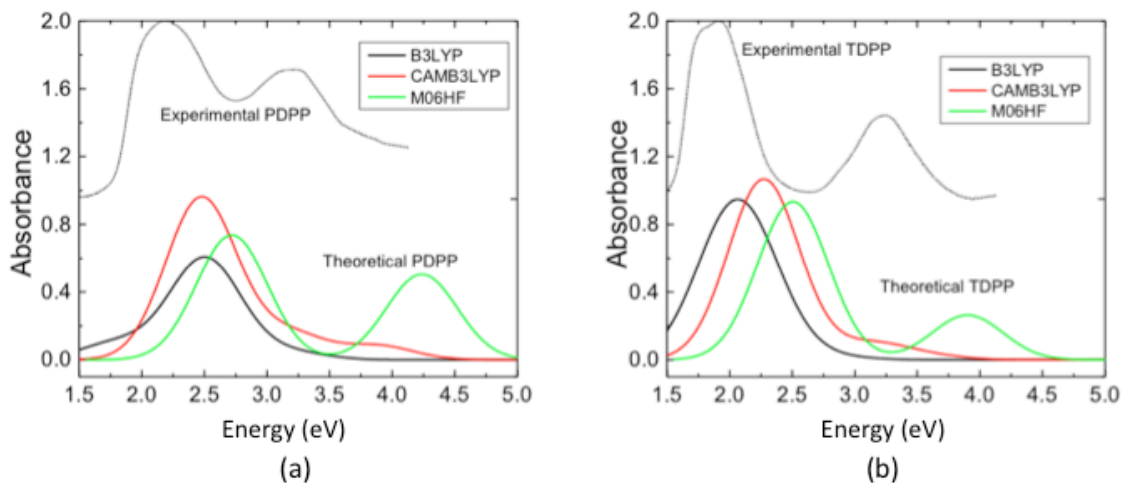 2.0
1.6
1.2
0.8
0.4
0.0
Absorbance
B3LYP
CAMB3LYP
M06HF
Experimental PDPP
Theoretical PDPP
1.5 2.0 2.5 3.0 3.5 4.0 4.5 5.0
Energy (eV)
(a)
2.0
1.6
1.2
0.8
0.4
0.0
Absorbance
Experimental TDPP
B3LYP
CAMB3LYP
M06HF
Theoretical TDPP
1.5 2.0 2.5 3.0 3.5 4.0 4.5 5.0
Energy (eV)
(b)